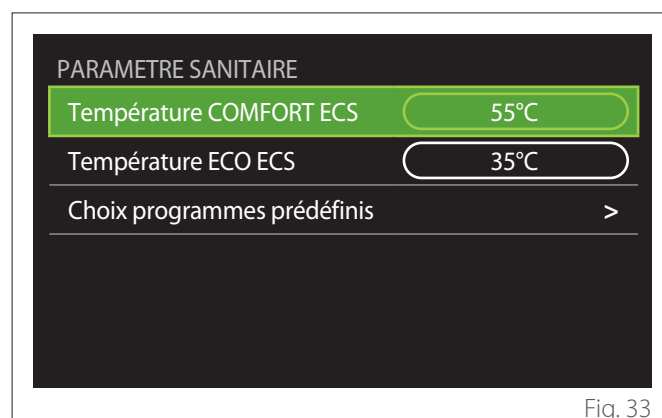 PARAMETRE SANITAIRE
Température COMFORT ECS 55°C
Température ECO ECS 35°C
Choix programmes prédéfinis >
Fig. 33